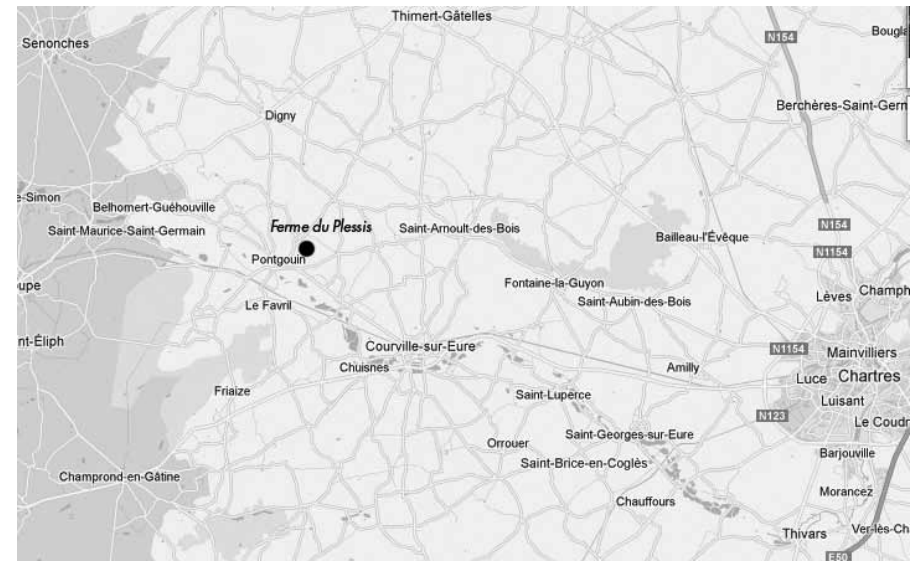 Thimert-Gâtelles
Senonches
N154
Berchères-Saint-Germ
Digny
e-Simon
Belhomert-Guéhouville
Ferme du Plessis
Saint-Maurice-Saint-Germain
Saint-Arnoult-des-Bois
N154
Bailleau-l'Évêque
N1154
Pontgouin
Fontaine-la-Guyon
oupe
Le Favril
Saint-Aubin-des-Bois
Lèves
Champh
nt-Éliph
Courville-sur-Eure
N1154
Mainvilliers
Chuisnes
Amilly
Luce
Chartres
Friaize
Saint-Luperce
Luisant
N123
Le Coudr
Saint-Georges-sur-Eure
Orrouer
Barjouville
Saint-Brice-en-Coglès
Champrond-en-Gâtine
Morancez
Chauffours
Thivars
Ver-lès-Ch
E50